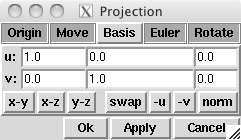 Projection
Origin Move Basis Euler Rotate
u: 1.0 0.0 0.0
v: 0.0 1.0 0.0
x-y x-z y-z swap -u -v norm
Ok Apply Cancel